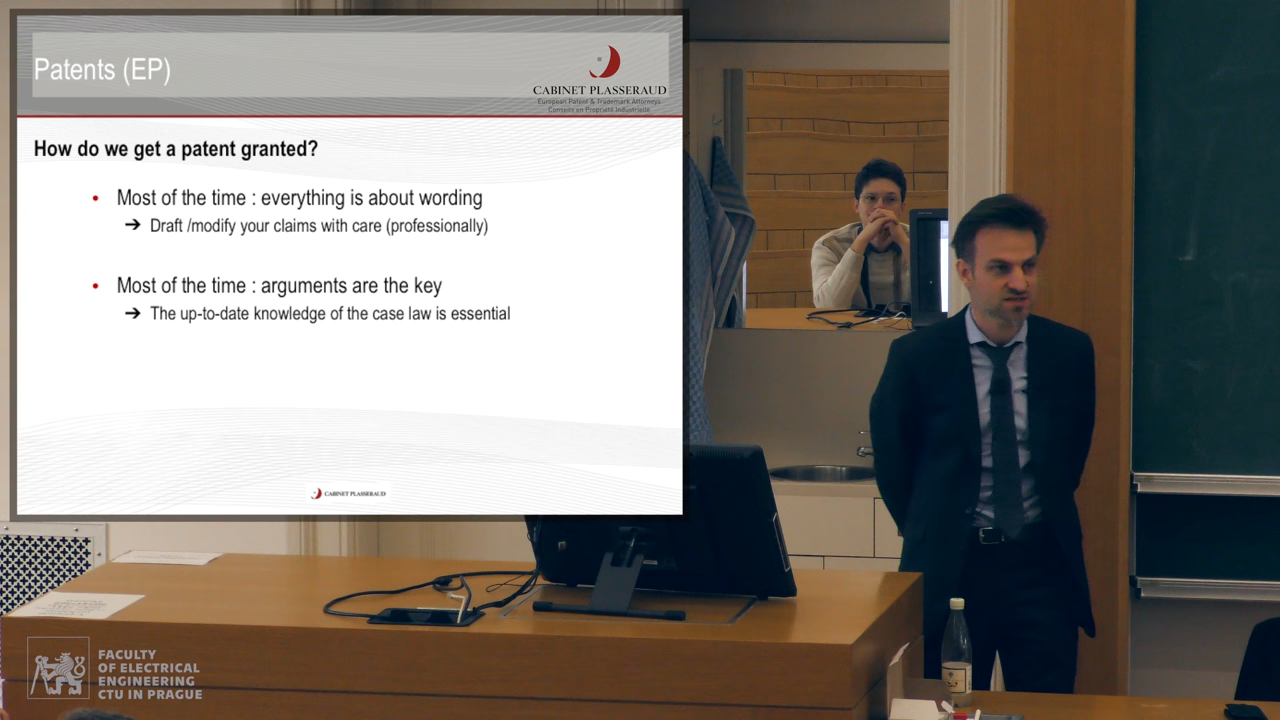 Patents (EP)
CABINET PLASSERAUD
European Patent & Trademark Attorneys
Conseils en Propriété Industrielle
How do we get a patent granted?
• Most of the time : everything is about wording
➔ Draft /modify your claims with care (professionally)
• Most of the time : arguments are the key
➔ The up-to-date knowledge of the case law is essential
CABINET PLASSERAUD
FACULTY
OF ELECTRICAL
ENGINEERING
CTU IN PRAGUE